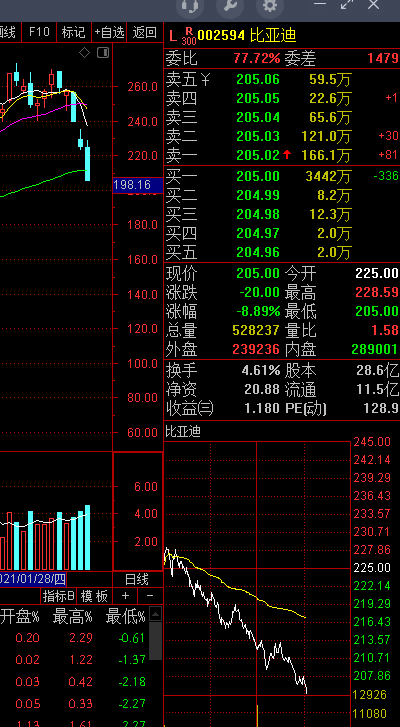 画线 F10 标记 +自选 返回
L R 300 002594 比亚迪
委比 77.72% 委差 1479
卖五￥ 205.06 59.5万
卖四 205.05 22.6万 +1
卖三 205.04 65.6万
卖二 205.03 121.0万 +30
卖一 205.02 166.1万 +81
买一 205.00 3442万 -336
买二 204.99 8.2万
买三 204.98 12.3万
买四 204.97 2.0万
买五 204.96 2.0万
现价 205.00 今开 225.00
涨跌 -20.00 最高 228.59
涨幅 -8.89% 最低 205.00
总量 528237 量比 1.58
外盘 239236 内盘 289001
换手 4.61% 股本 28.6亿
净资 20.88 流通 11.5亿
收益㈢ 1.180 PE(动) 128.9
260.0
240.0
220.0
198.16
180.0
160.0
140.0
120.0
100.00
80.00
60.00
6.00
4.00
2.00
021/01/28/四 日线
指标B 模板 + -
开盘% 最高% 最低%
0.20 2.29 -0.61
0.02 1.22 -1.37
0.03 0.42 -2.18
0.05 0.33 -2.27
1.13 1.61 -2.27
比亚迪
245.00
242.14
239.29
236.43
233.57
230.71
227.86
225.00
222.14
219.29
216.43
213.57
210.71
207.86
12926
11080